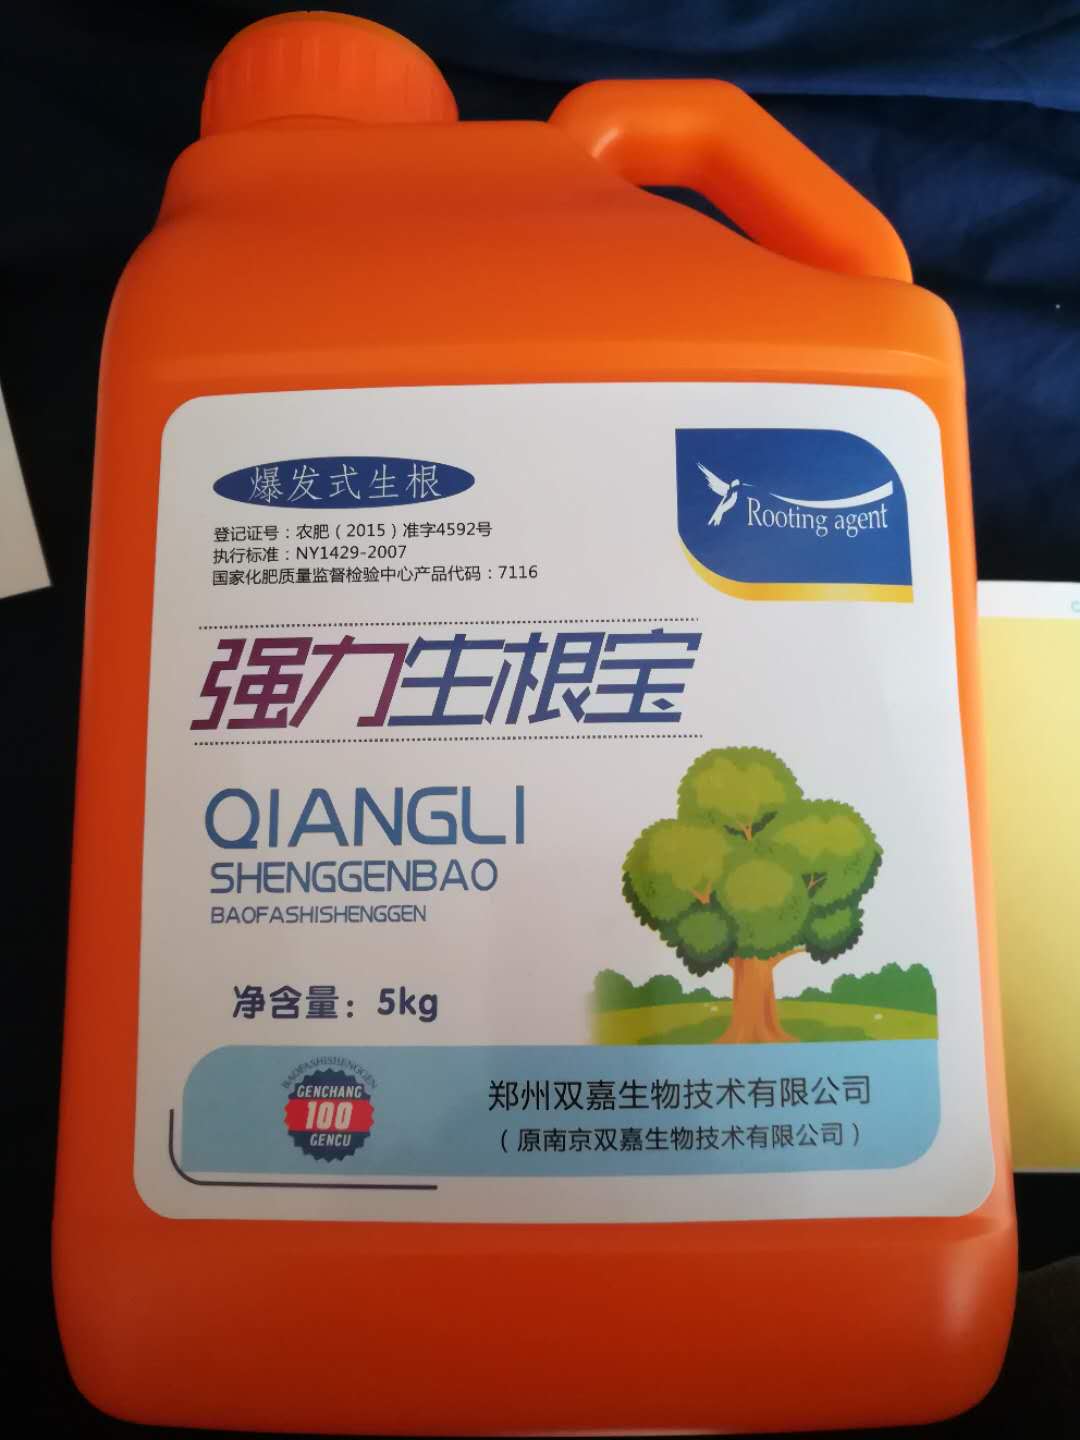 爆发式生根
Rooting agent
登记证号：农肥（2015）准字4592号
执行标准：NY1429-2007
国家化肥质量监督检验中心产品代码：7116
强力生根宝
QIANGLI
SHENGGENBAO
BAOFASHISHENGGEN
净含量：5kg
BAOFASHISHENGGEN
GENCHANG
100
GENCU
郑州双嘉生物技术有限公司
（原南京双嘉生物技术有限公司）